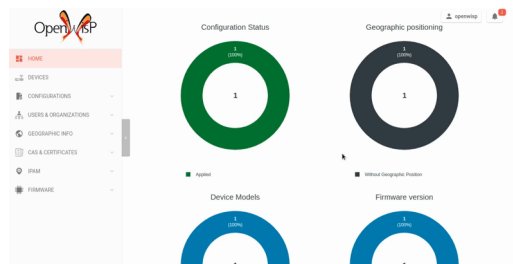 OpenWISP
openwisp
HOME
DEVICES
CONFIGURATIONS
USERS & ORGANIZATIONS
GEOGRAPHIC INFO
CAS & CERTIFICATES
IPAM
FIRMWARE
Configuration Status
1
(100%)
1
Applied
Geographic positioning
1
(100%)
1
Without Geographic Position
Device Models
1
(100%)
Firmware version
1
(100%)